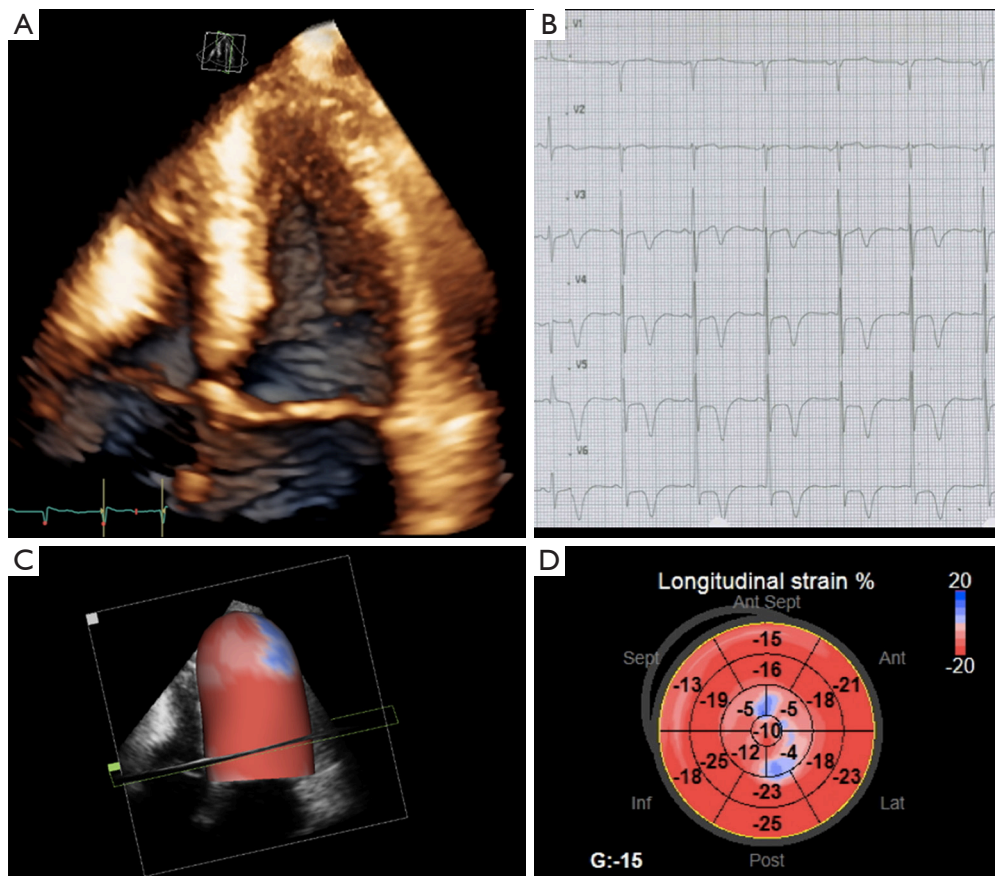 A
B
V1
V2
V3
V4
V5
V6
C
D
Longitudinal strain %
20
-20
Ant Sept
Sept
Ant
-15
-16
-13
-19
-5
-5
-18
-21
-10
-12
-4
-25
-18
-18
-23
-23
-25
Inf
Lat
Post
G:-15